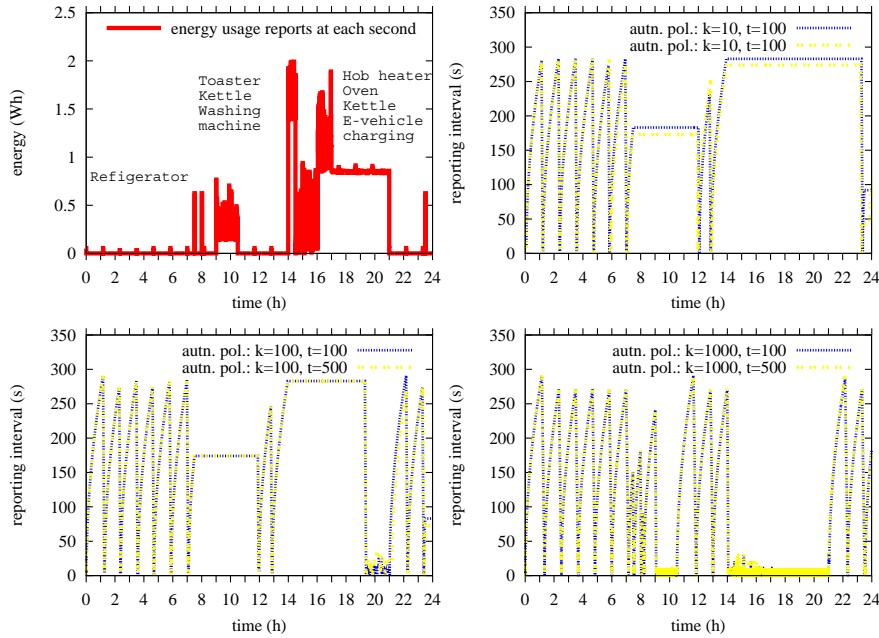 energy usage reports at each second
Toaster
Kettle
Washing
machine
Hob heater
Oven
Kettle
E-vehicle
charging
Refigerator
energy (Wh)
2.5
2
1.5
1
0.5
0
0 2 4 6 8 10 12 14 16 18 20 22 24
time (h)
autn. pol.: k=10, t=100
autn. pol.: k=10, t=100
reporting interval (s)
350
300
250
200
150
100
50
0
0 2 4 6 8 10 12 14 16 18 20 22 24
time (h)
autn. pol.: k=100, t=100
autn. pol.: k=100, t=500
reporting interval (s)
350
300
250
200
150
100
50
0
0 2 4 6 8 10 12 14 16 18 20 22 24
time (h)
autn. pol.: k=1000, t=100
autn. pol.: k=1000, t=500
reporting interval (s)
350
300
250
200
150
100
50
0
0 2 4 6 8 10 12 14 16 18 20 22 24
time (h)